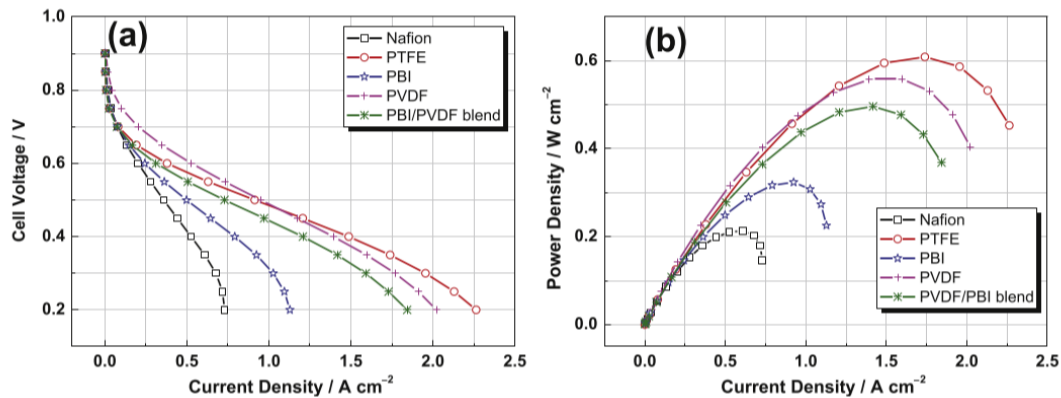 (a)
1.0
0.8
0.6
0.4
0.2
Cell Voltage / V
Nafion
PTFE
PBI
PVDF
PBI/PVDF blend
0.0
0.5
1.0
1.5
2.0
2.5
Current Density / A cm⁻²
(b)
0.6
0.4
0.2
0.0
Power Density / W cm⁻²
Nafion
PTFE
PBI
PVDF
PVDF/PBI blend
0.0
0.5
1.0
1.5
2.0
2.5
Current Density / A cm⁻²